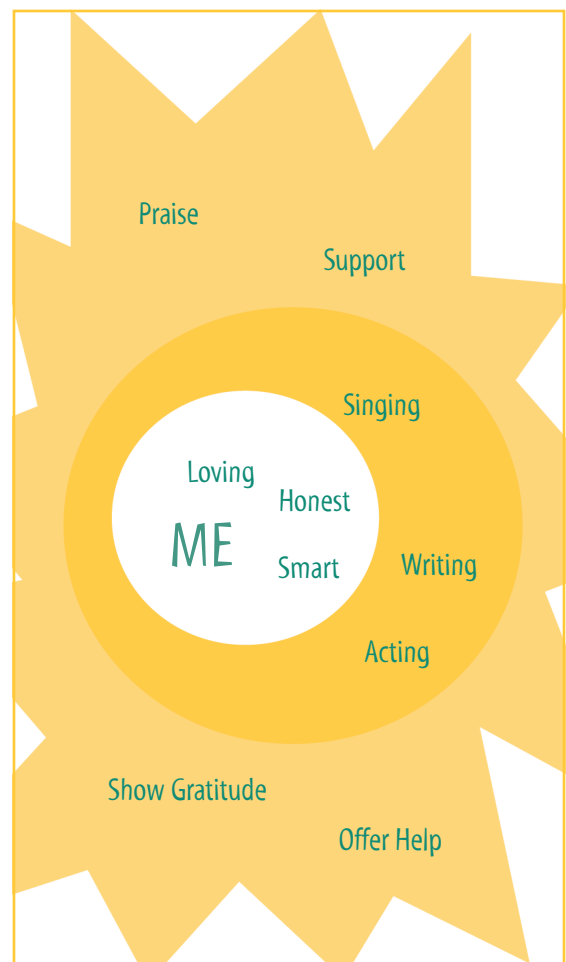 Praise
Support
Singing
Loving
Honest
ME
Smart
Writing
Acting
Show Gratitude
Offer Help